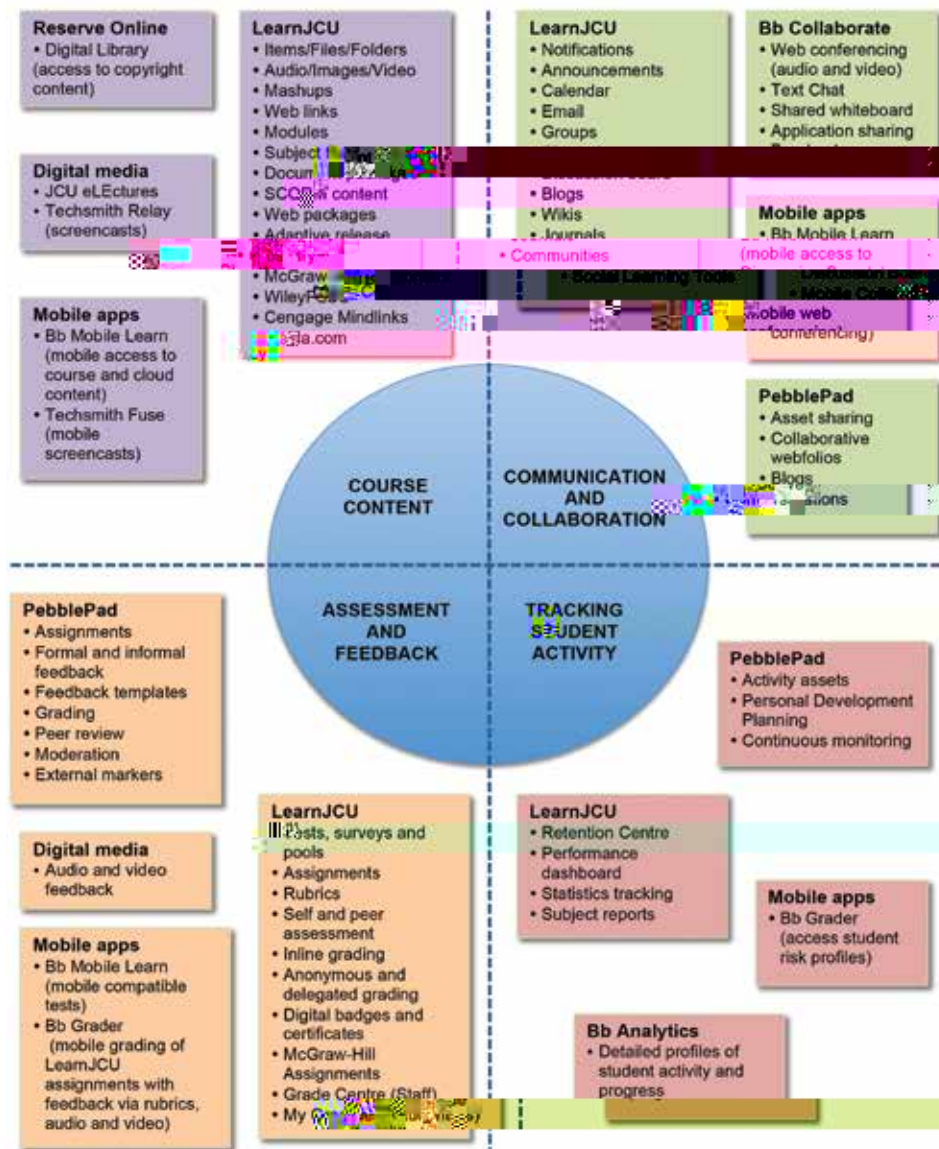 Reserve Online
• Digital Library
(access to copyright
content)
Digital media
• JCU eLEctures
• Techsmith Relay
(screencasts)
Mobile apps
• Bb Mobile Learn
(mobile access to
course and cloud
content)
• Techsmith Fuse
(mobile
screencasts)
LearnJCU
• Items/Files/Folders
• Audio/Images/Video
• Mashups
• Web links
• Modules
• Subject
content
• Web packages
• Adaptive release
• Cengage Mindlinks
LearnJCU
• Notifications
• Announcements
• Calendar
• Email
• Groups
• Blogs
• Wikis
• Journals
• Communities
• Social Learning Tools
Bb Collaborate
• Web conferencing
(audio and video)
• Text Chat
• Shared whiteboard
• Application sharing
Mobile apps
• Bb Mobile Learn
(mobile access to
mobile web
conferencing)
PebblePad
• Asset sharing
• Collaborative
webfolios
• Blogs
COURSE
CONTENT
COMMUNICATION
AND
COLLABORATION
ASSESSMENT
AND
FEEDBACK
TRACKING
STUDENT
ACTIVITY
PebblePad
• Assignments
• Formal and informal
feedback
• Feedback templates
• Grading
• Peer review
• Moderation
• External markers
Digital media
• Audio and video
feedback
Mobile apps
• Bb Mobile Learn
(mobile compatible
tests)
• Bb Grader
(mobile grading of
LearnJCU
assignments with
feedback via rubrics,
audio and video)
LearnJCU
surveys and
pools
• Assignments
• Rubrics
• Self and peer
assessment
• Inline grading
• Anonymous and
delegated grading
• Digital badges and
certificates
• McGraw-Hill
Assignments
• Grade Centre (Staff)
• My
PebblePad
• Activity assets
• Personal Development
Planning
• Continuous monitoring
LearnJCU
• Retention Centre
• Performance
dashboard
• Statistics tracking
• Subject reports
Mobile apps
• Bb Grader
(access student
risk profiles)
Bb Analytics
• Detailed profiles of
student activity and
progress